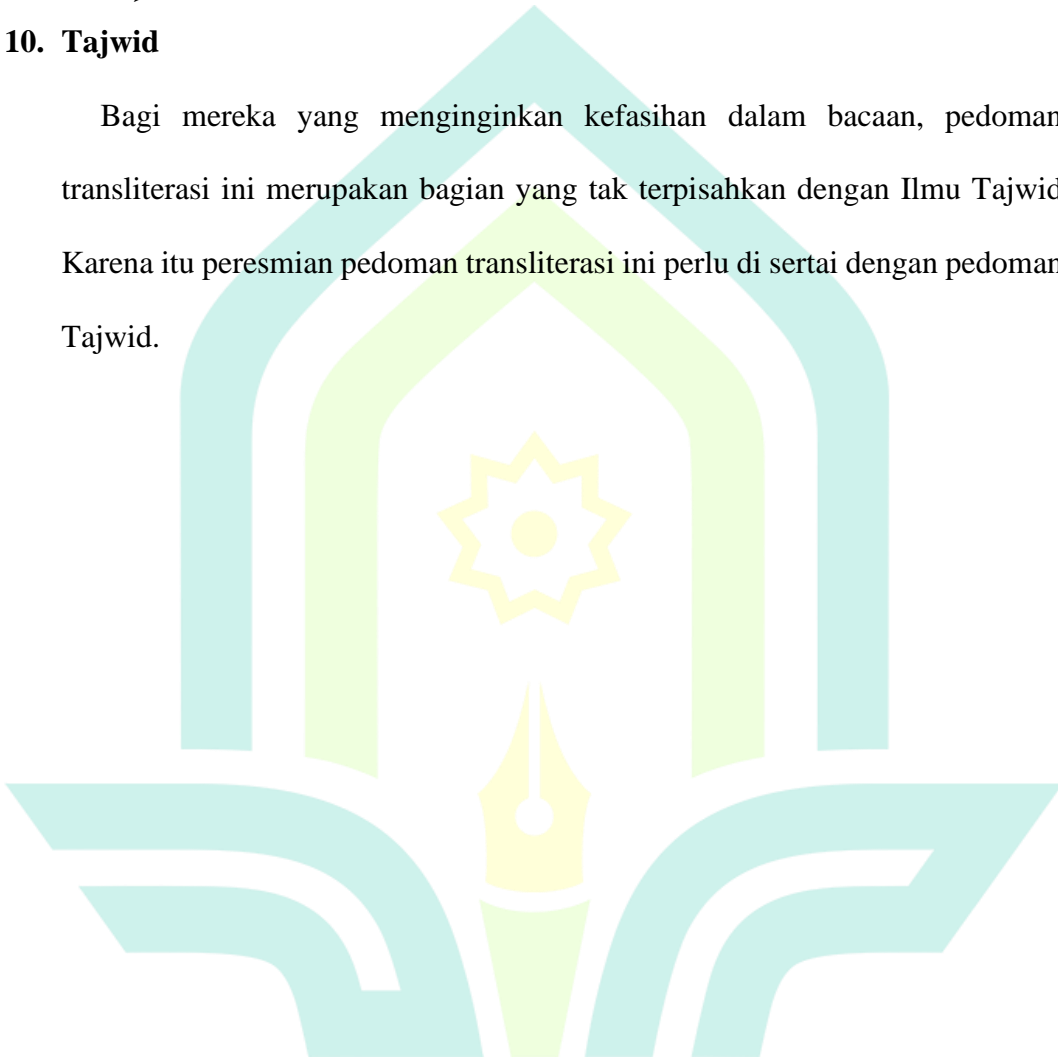 10. Tajwid
Bagi mereka yang menginginkan kefasihan dalam bacaan, pedoman
transliterasi ini merupakan bagian yang tak terpisahkan dengan Ilmu Tajwid
Karena itu peresmian pedoman transliterasi ini perlu di sertai dengan pedoman
Tajwid.